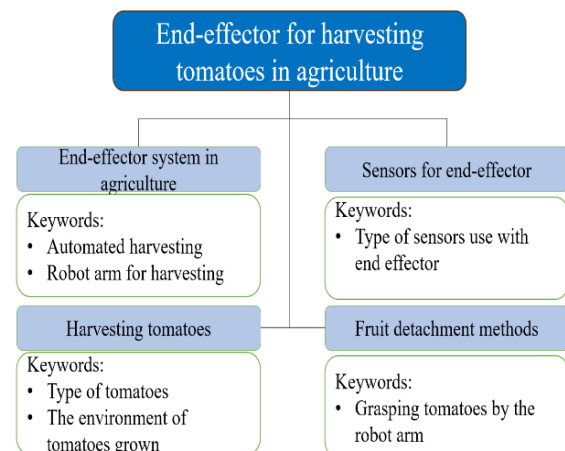 End-effector for harvesting
tomatoes in agriculture
End-effector system in
agriculture
Keywords:
• Automated harvesting
• Robot arm for harvesting
Sensors for end-effector
Keywords:
• Type of sensors use with
end effector
Harvesting tomatoes
Keywords:
• Type of tomatoes
• The environment of
tomatoes grown
Fruit detachment methods
Keywords:
• Grasping tomatoes by the
robot arm